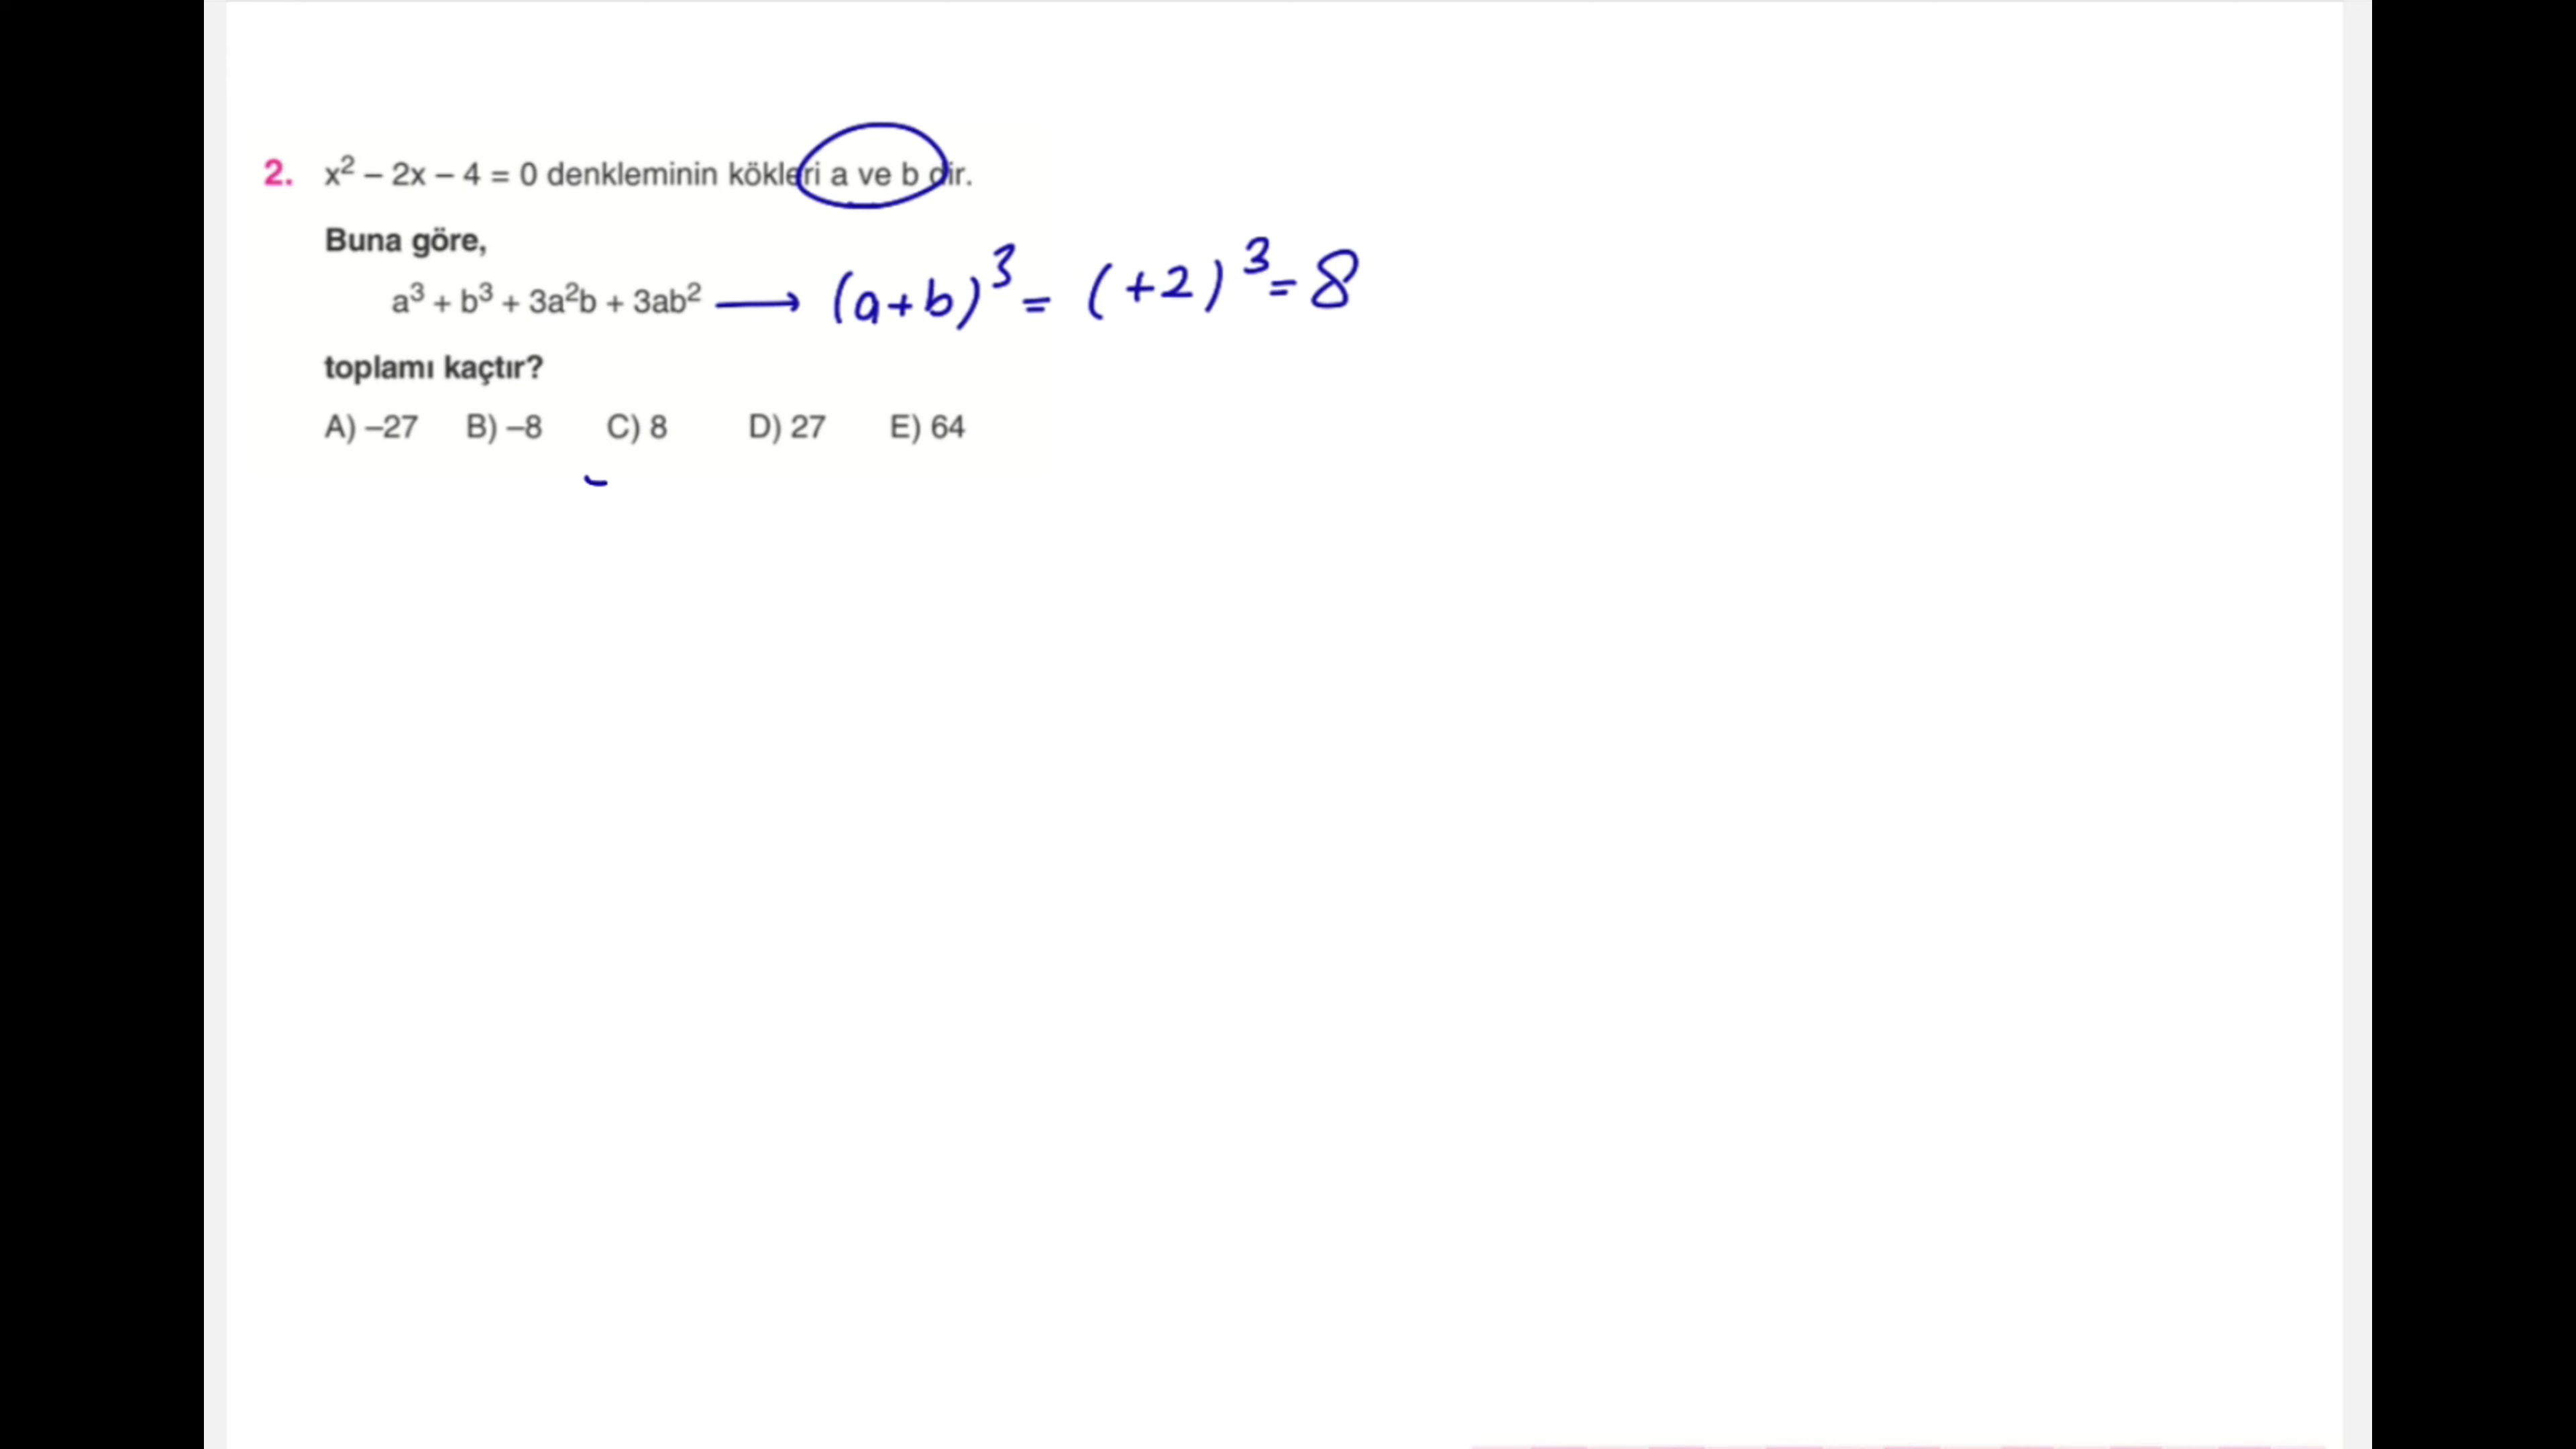 2. x² – 2x – 4 = 0 denkleminin kökleri a ve b dir.
Buna göre,
a³ + b³ + 3a²b + 3ab² ⟶ (a+b)³ = (+2)³ = 8
toplamı kaçtır?
A) –27 B) –8 C) 8 D) 27 E) 64